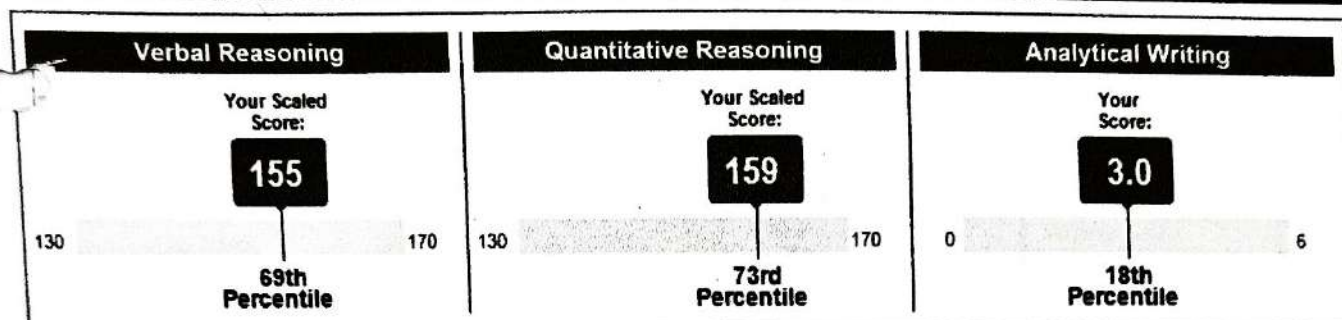 Verbal Reasoning
Your Scaled
Score:
155
130
170
69th
Percentile
Quantitative Reasoning
Your Scaled
Score:
159
130
170
73rd
Percentile
Analytical Writing
Your
Score:
3.0
0
6
18th
Percentile